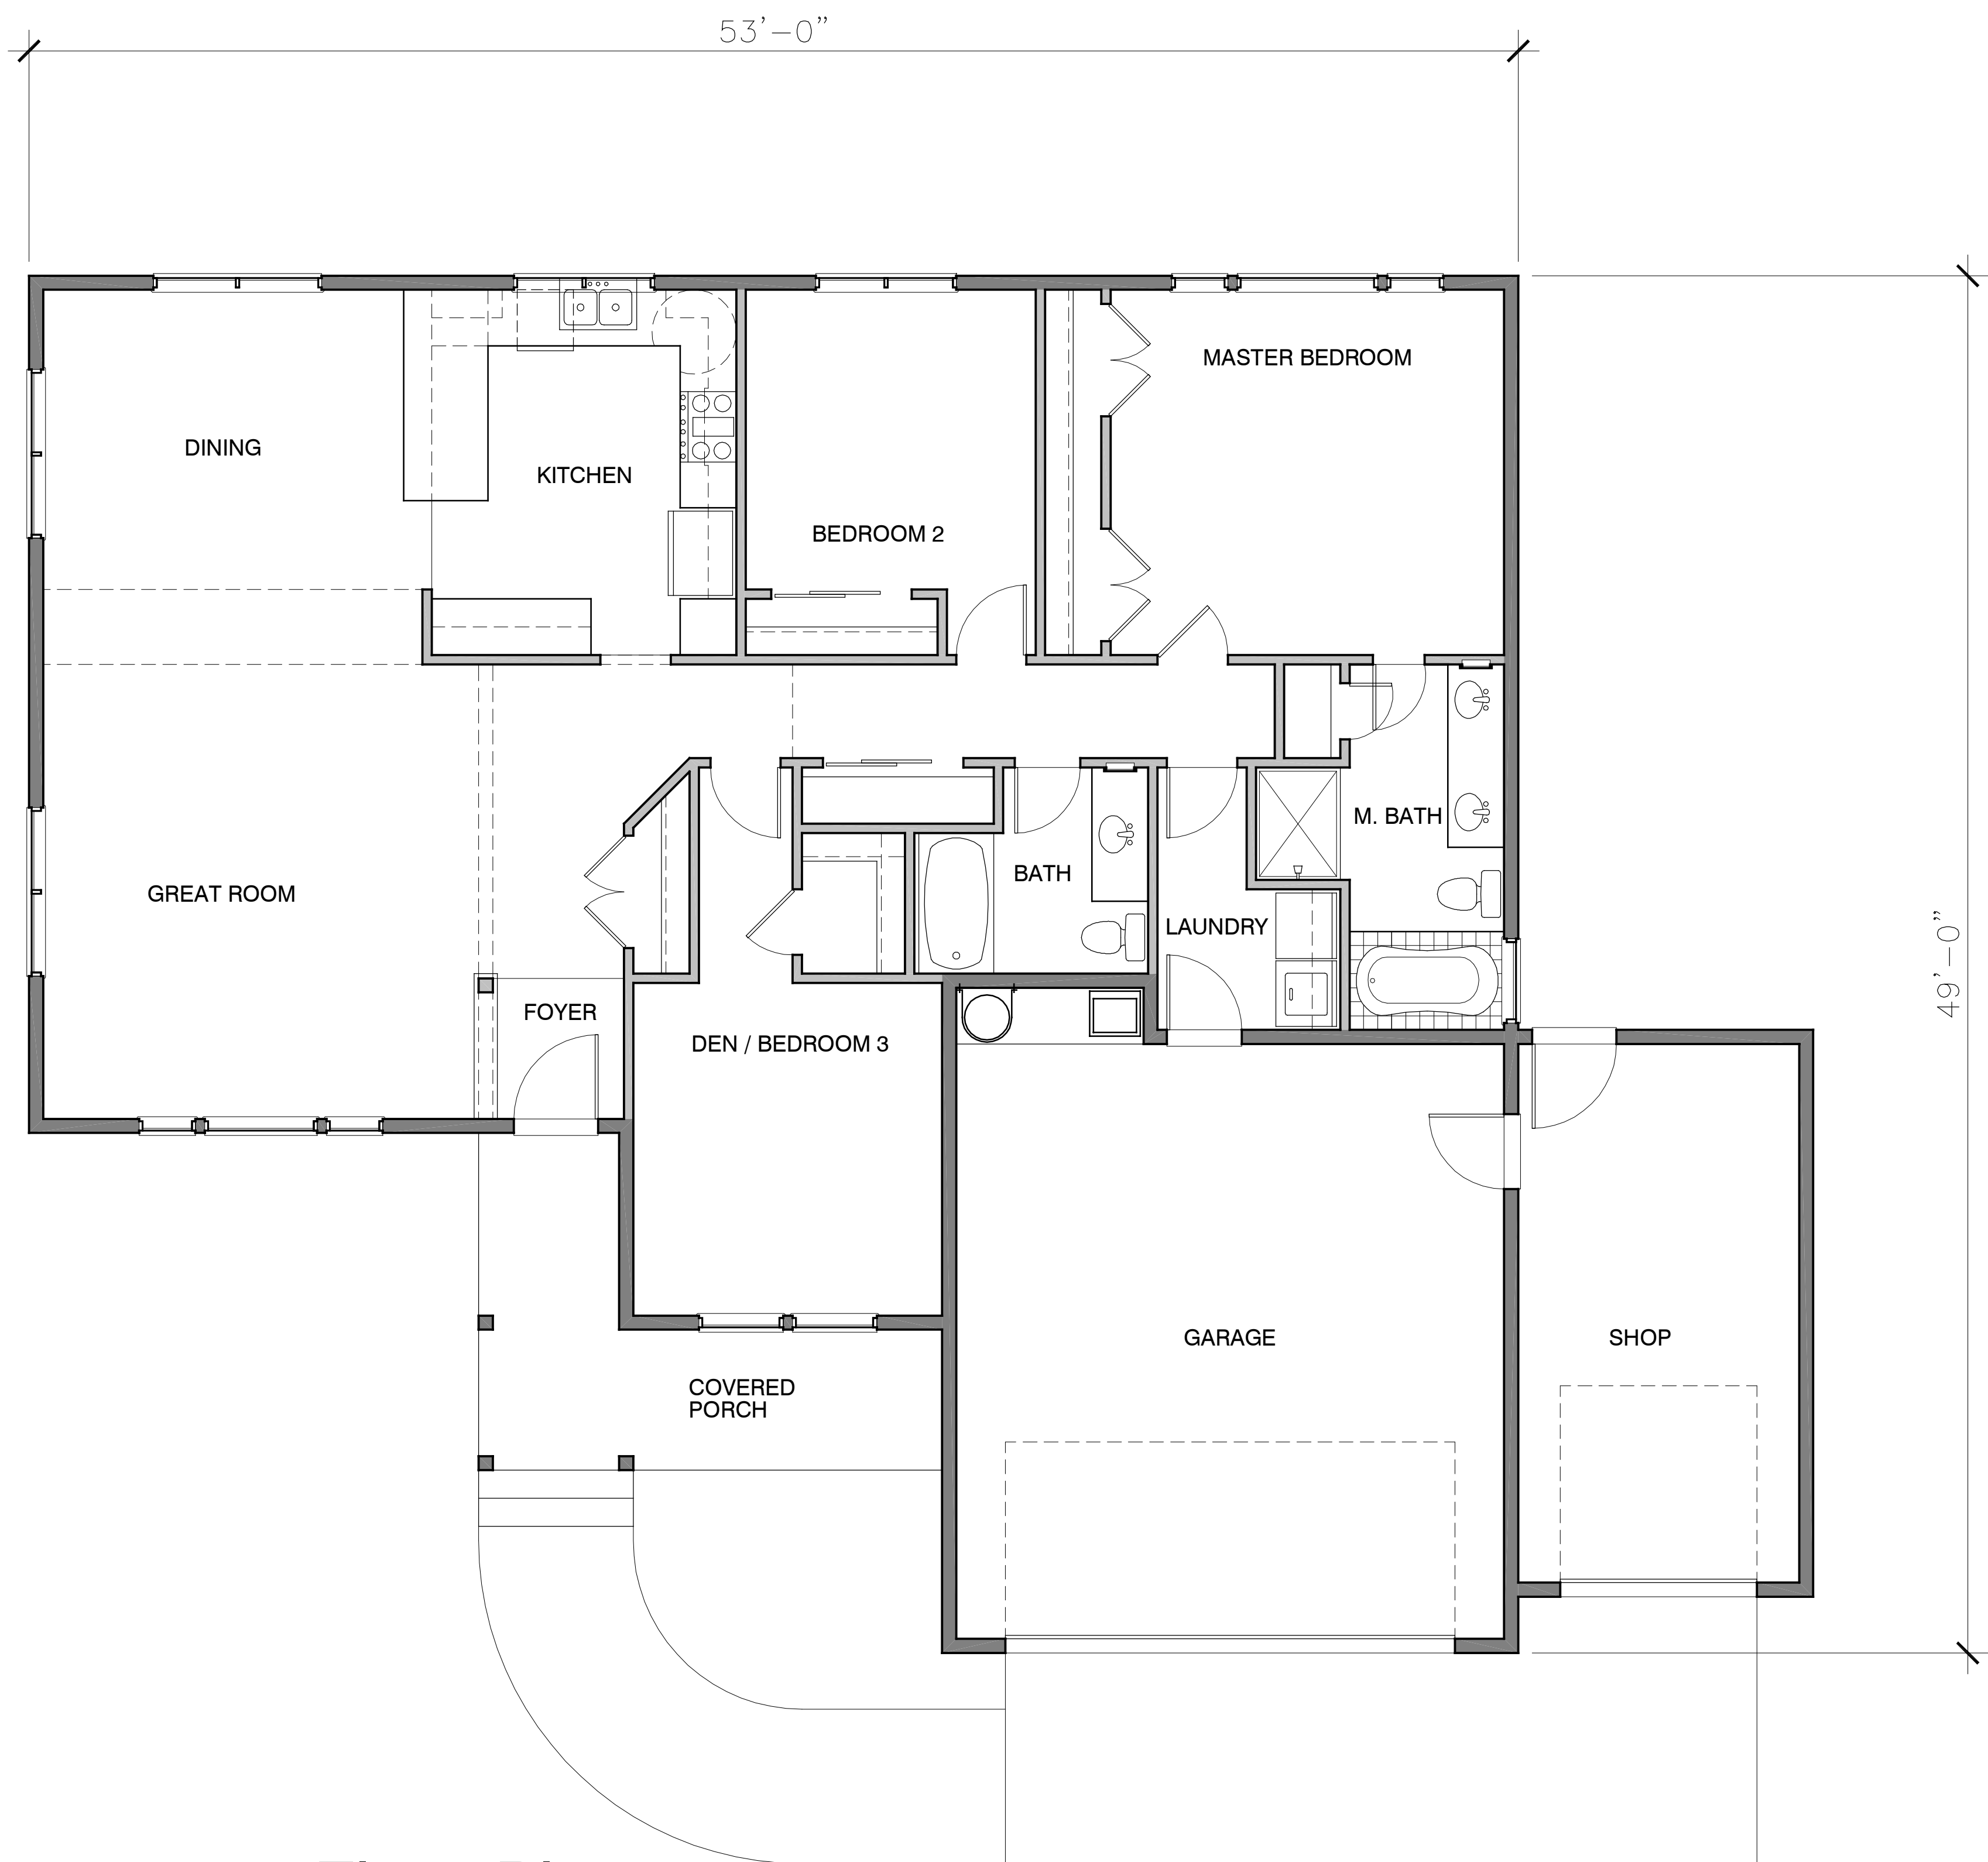 53'-0"
MASTER BEDROOM
DINING
KITCHEN
BEDROOM 2
M. BATH
BATH
GREAT ROOM
LAUNDRY
49'-0"
FOYER
DEN / BEDROOM 3
GARAGE
SHOP
COVERED
PORCH